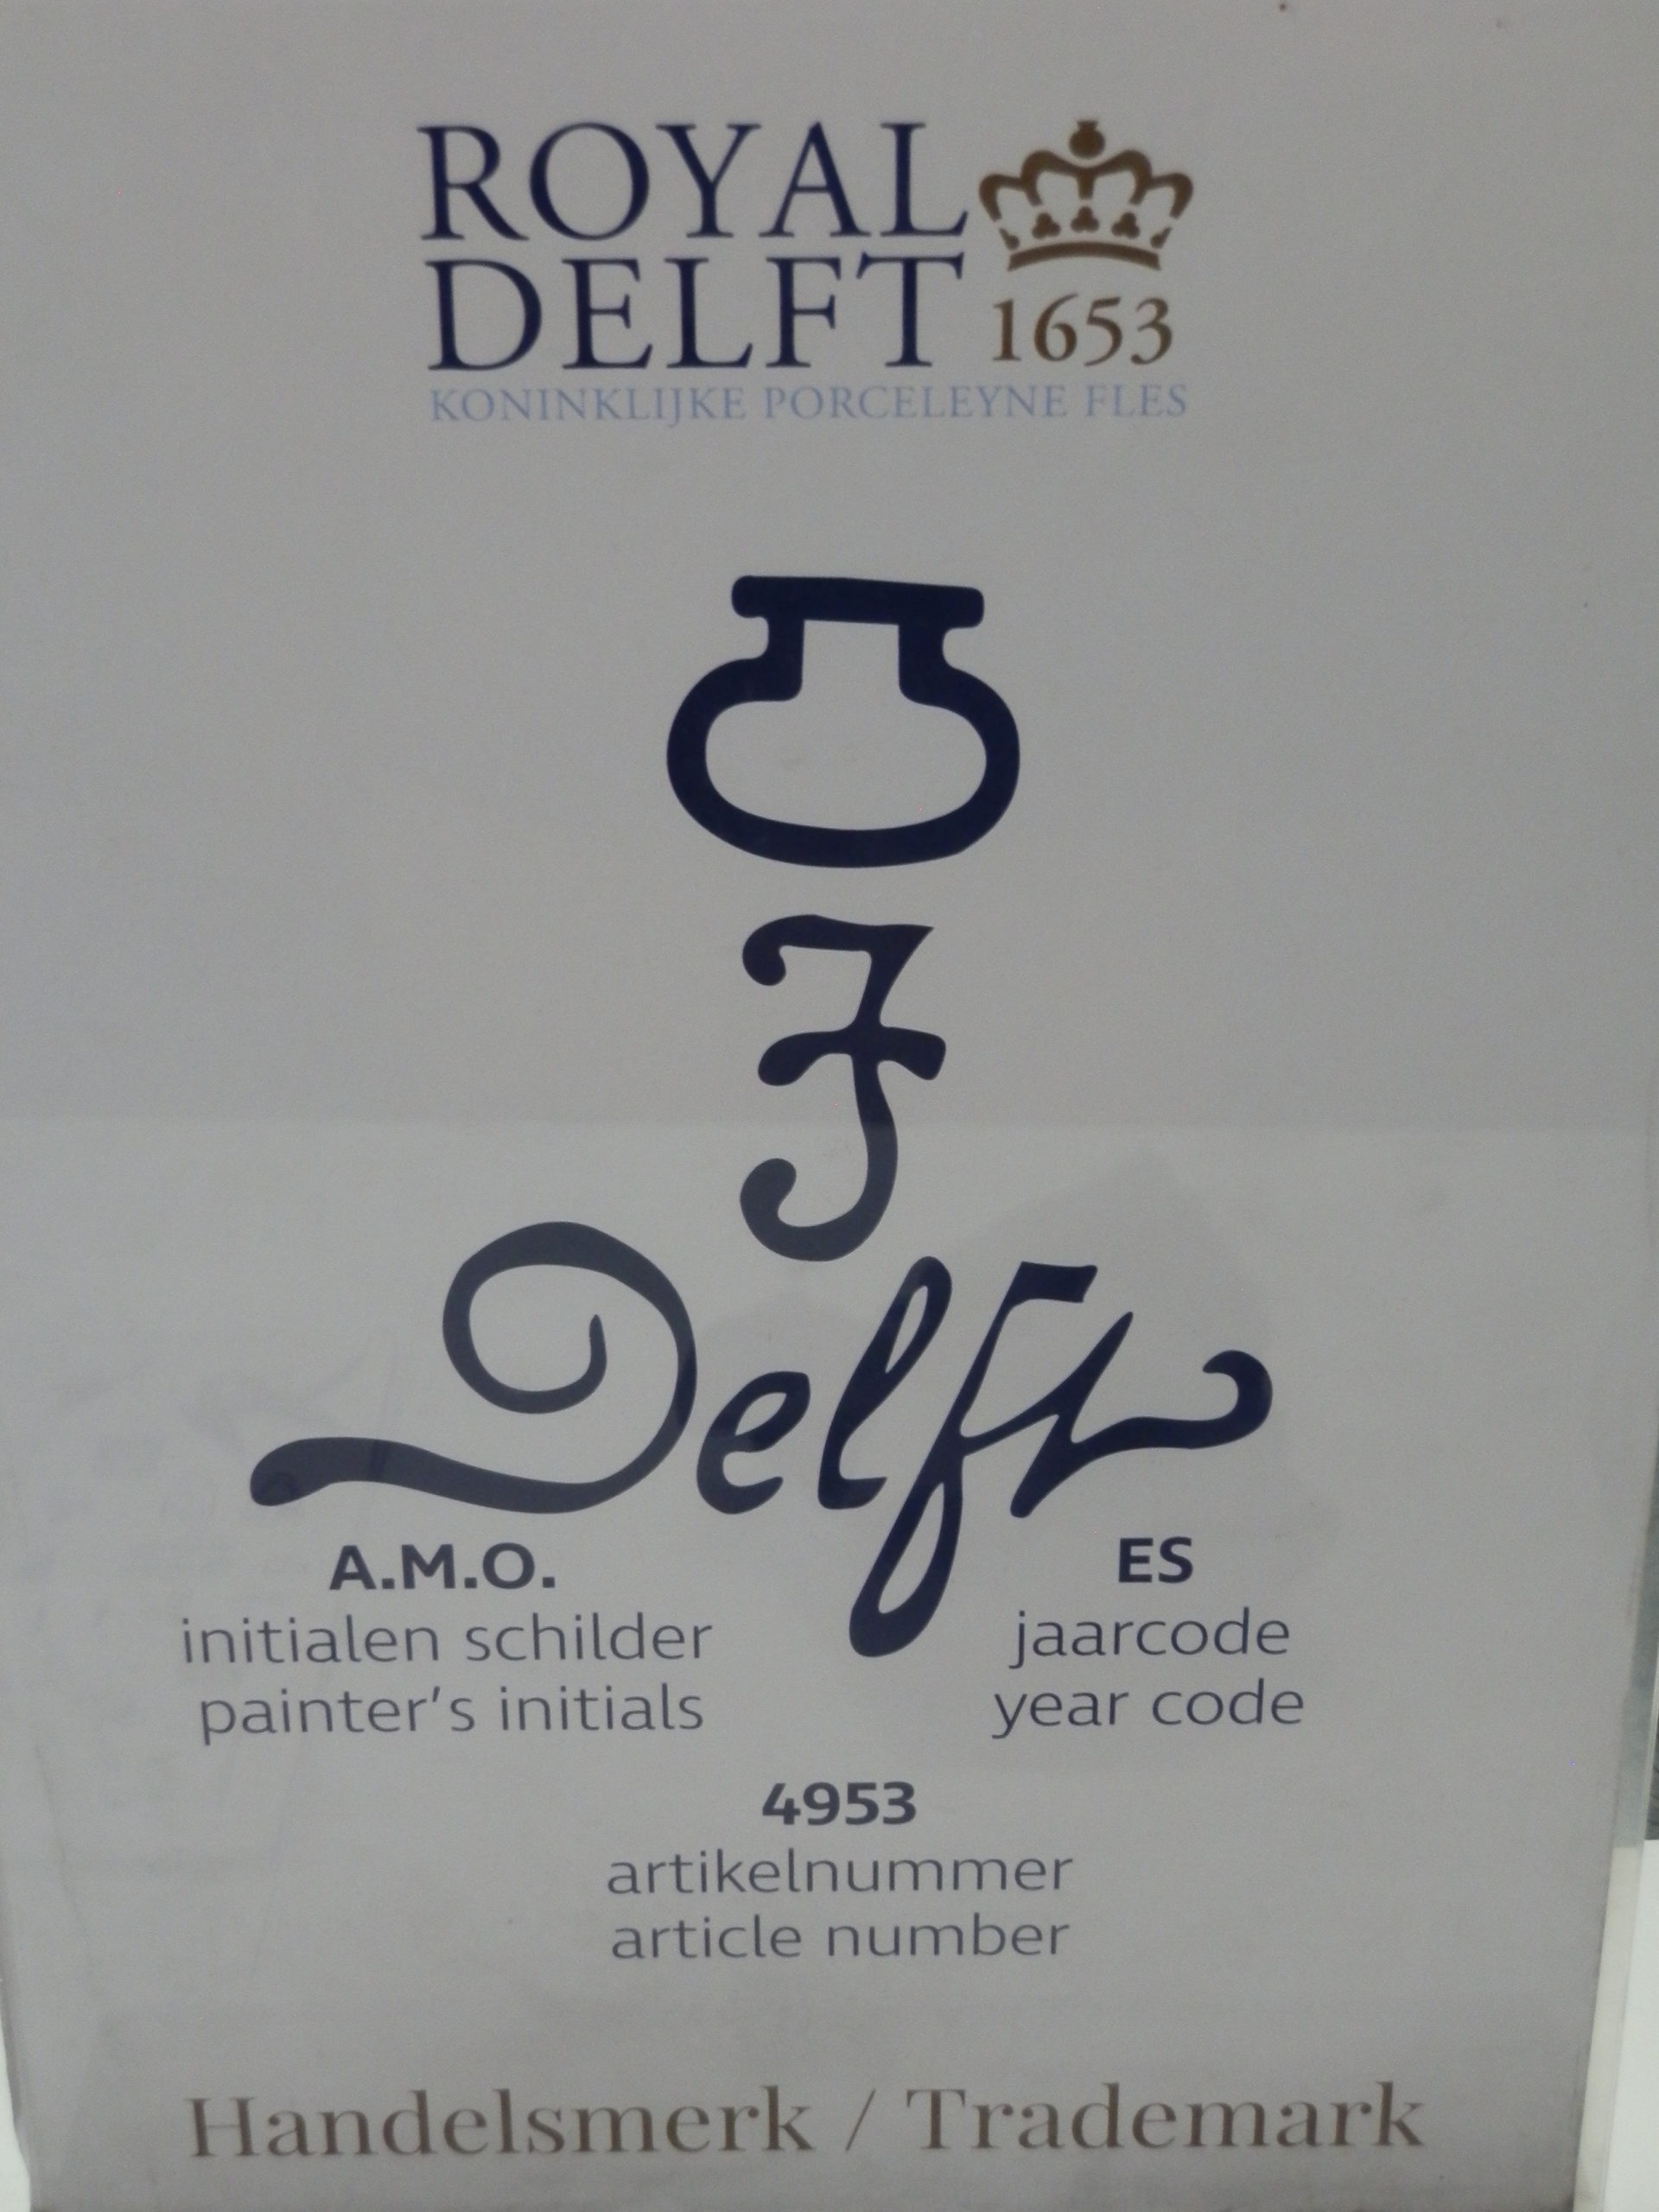 ROYAL
DELFT
1653
KONINKLIJKE PORCELEYNE FLES
Delft
A.M.O.
initialen schilder
painter's initials
ES
jaarcode
year code
4953
artikelnummer
article number
Handelsmerk / Trademark